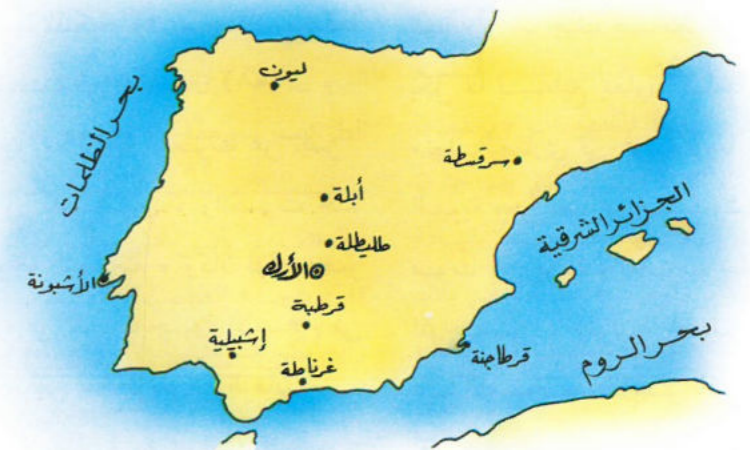 ليون
بحر الظلمات
سرقسطة
أبلة
الجزائر الشرقية
طليطلة
الأرك
الأشبونة
قرطبة
إشبيلية
قرطاجنة
بحر الروم
غرناطة